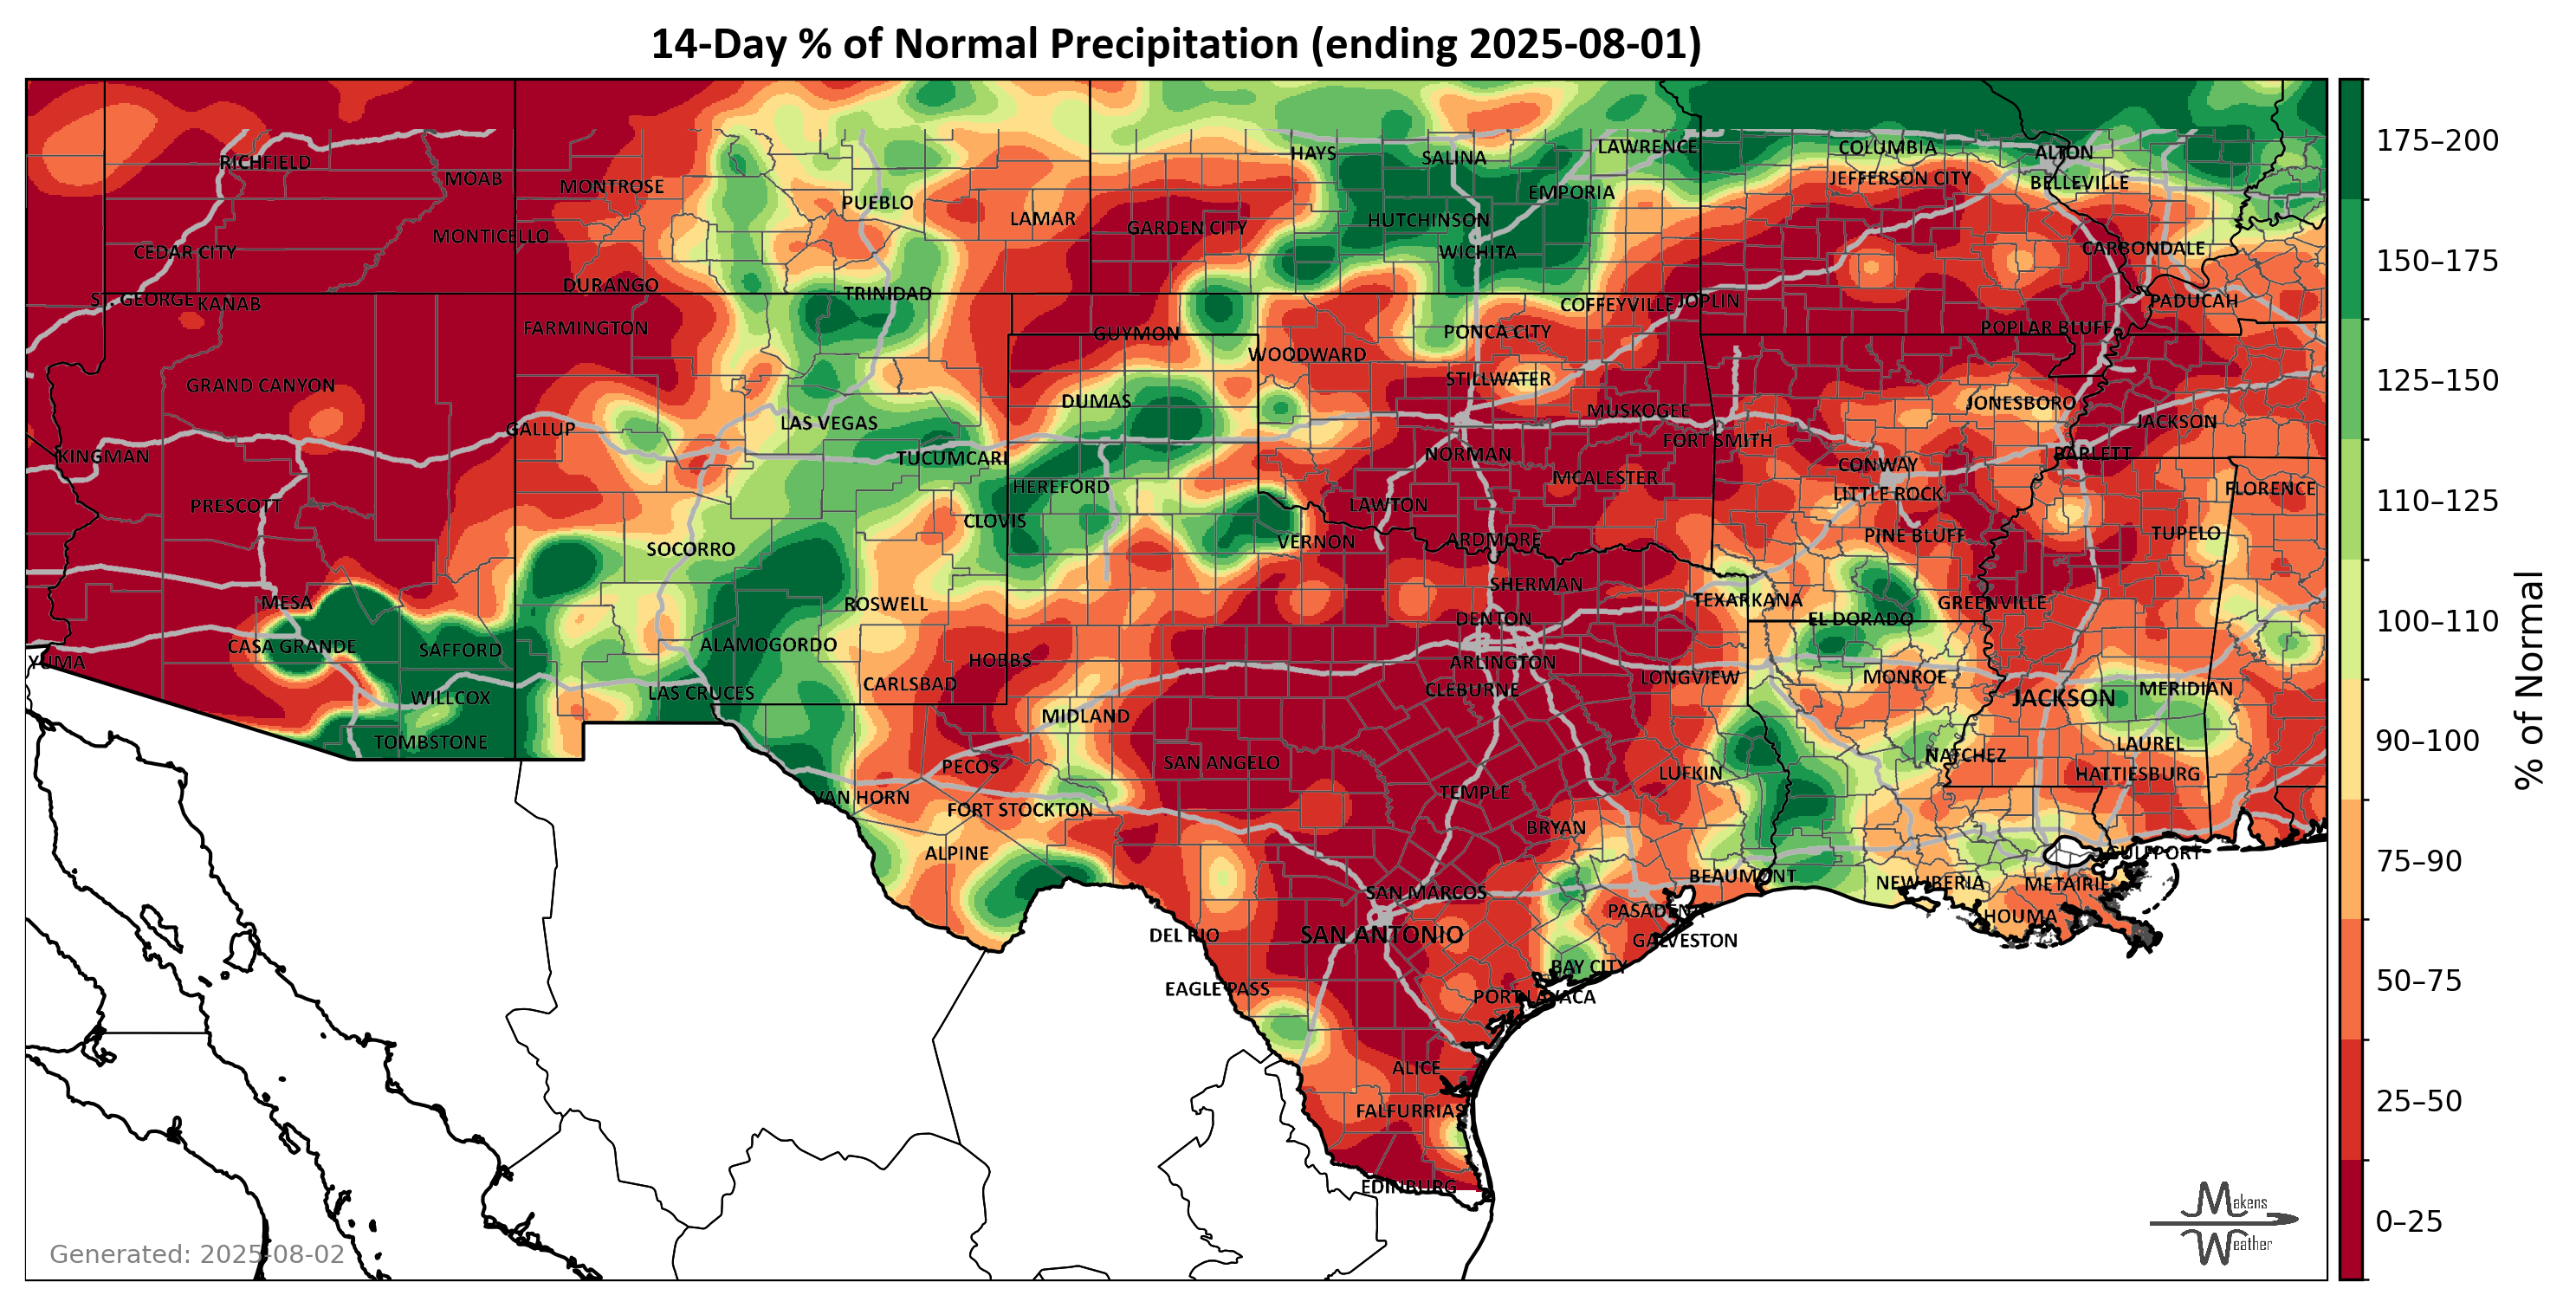 14-Day % of Normal Precipitation (ending 2025-08-01)
HAYS
SALINA
LAWRENCE
COLUMBIA
ALTON
RICHFIELD
MOAB
MONTROSE
EMPORIA
JEFFERSON CITY
BELLEVILLE
PUEBLO
LAMAR
GARDEN CITY
HUTCHINSON
MONTICELLO
CEDAR CITY
WICHITA
CARBONDALE
DURANGO
TRINIDAD
ST. GEORGE
KANAB
COFFEYVILLE
JOPLIN
PADUCAH
FARMINGTON
GUYMON
PONCA CITY
POPLAR BLUFF
WOODWARD
GRAND CANYON
STILLWATER
DUMAS
JONESBORO
LAS VEGAS
MUSKOGEE
JACKSON
GALLUP
FORT SMITH
KINGMAN
TUCUMCARI
NORMAN
BARLETT
CONWAY
MCALESTER
HEREFORD
LITTLE ROCK
FLORENCE
PRESCOTT
LAWTON
CLOVIS
PINE BLUFF
TUPELO
SOCORRO
VERNON
ARDMORE
SHERMAN
MESA
ROSWELL
TEXARKANA
GREENVILLE
DENTON
EL DORADO
CASA GRANDE
SAFFORD
ALAMOGORDO
YUMA
HOBBS
ARLINGTON
WILLCOX
LAS CRUCES
CARLSBAD
CLEBURNE
LONGVIEW
MONROE
JACKSON
MERIDIAN
MIDLAND
TOMBSTONE
LAUREL
NATCHEZ
PECOS
SAN ANGELO
LUFKIN
HATTIESBURG
VAN HORN
FORT STOCKTON
TEMPLE
BRYAN
ALPINE
GULFPORT
BEAUMONT
NEW IBERIA
METAIRIE
SAN MARCOS
PASADENA
HOUMA
DEL RIO
SAN ANTONIO
GALVESTON
BAY CITY
EAGLE PASS
PORT LAVACA
ALICE
FALFURRIAS
EDINBURG
Generated: 2025-08-02
Makens
Weather
175–200
150–175
125–150
110–125
100–110
90–100
75–90
50–75
25–50
0–25
% of Normal